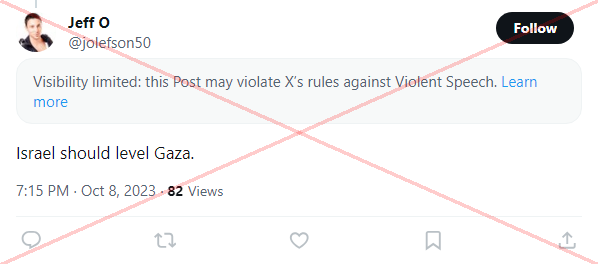 Jeff O
@jolefson50
Follow
Visibility limited: this Post may violate X's rules against Violent Speech. Learn
more
Israel should level Gaza.
7:15 PM · Oct 8, 2023 · 82 Views